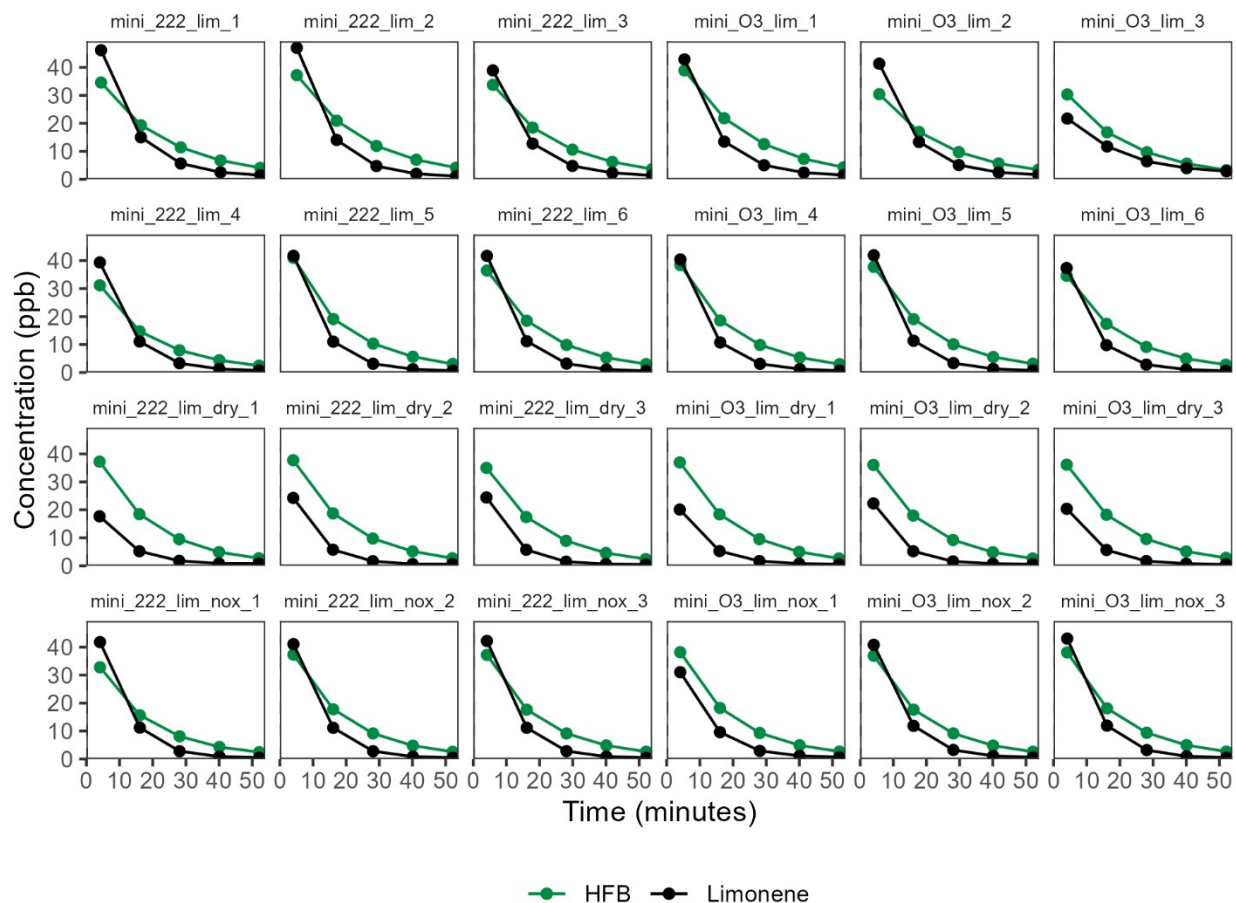 mini_222_lim_1 mini_222_lim_2 mini_222_lim_3 mini_O3_lim_1 mini_O3_lim_2 mini_O3_lim_3
40
30
20
10
0
mini_222_lim_4 mini_222_lim_5 mini_222_lim_6 mini_O3_lim_4 mini_O3_lim_5 mini_O3_lim_6
40
30
20
10
0
Concentration (ppb)
mini_222_lim_dry_1 mini_222_lim_dry_2 mini_222_lim_dry_3 mini_O3_lim_dry_1 mini_O3_lim_dry_2 mini_O3_lim_dry_3
40
30
20
10
0
mini_222_lim_nox_1 mini_222_lim_nox_2 mini_222_lim_nox_3 mini_O3_lim_nox_1 mini_O3_lim_nox_2 mini_O3_lim_nox_3
40
30
20
10
0
0 10 20 30 40 50 0 10 20 30 40 50 0 10 20 30 40 50 0 10 20 30 40 50 0 10 20 30 40 50 0 10 20 30 40 50
Time (minutes)
HFB Limonene